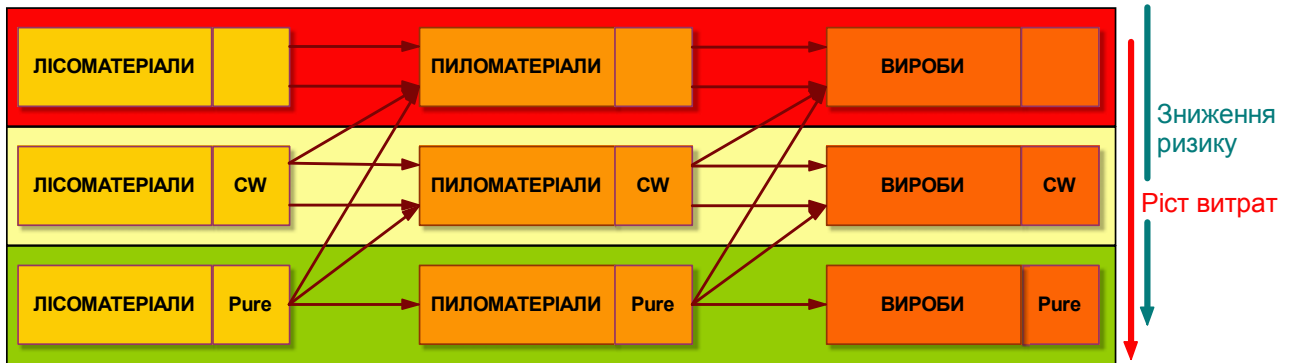 ЛІСОМАТЕРІАЛИ
ПИЛОМАТЕРІАЛИ
ВИРОБИ
ЛІСОМАТЕРІАЛИ CW
ПИЛОМАТЕРІАЛИ CW
ВИРОБИ CW
ЛІСОМАТЕРІАЛИ Pure
ПИЛОМАТЕРІАЛИ Pure
ВИРОБИ Pure
Зниження
ризику
Ріст витрат